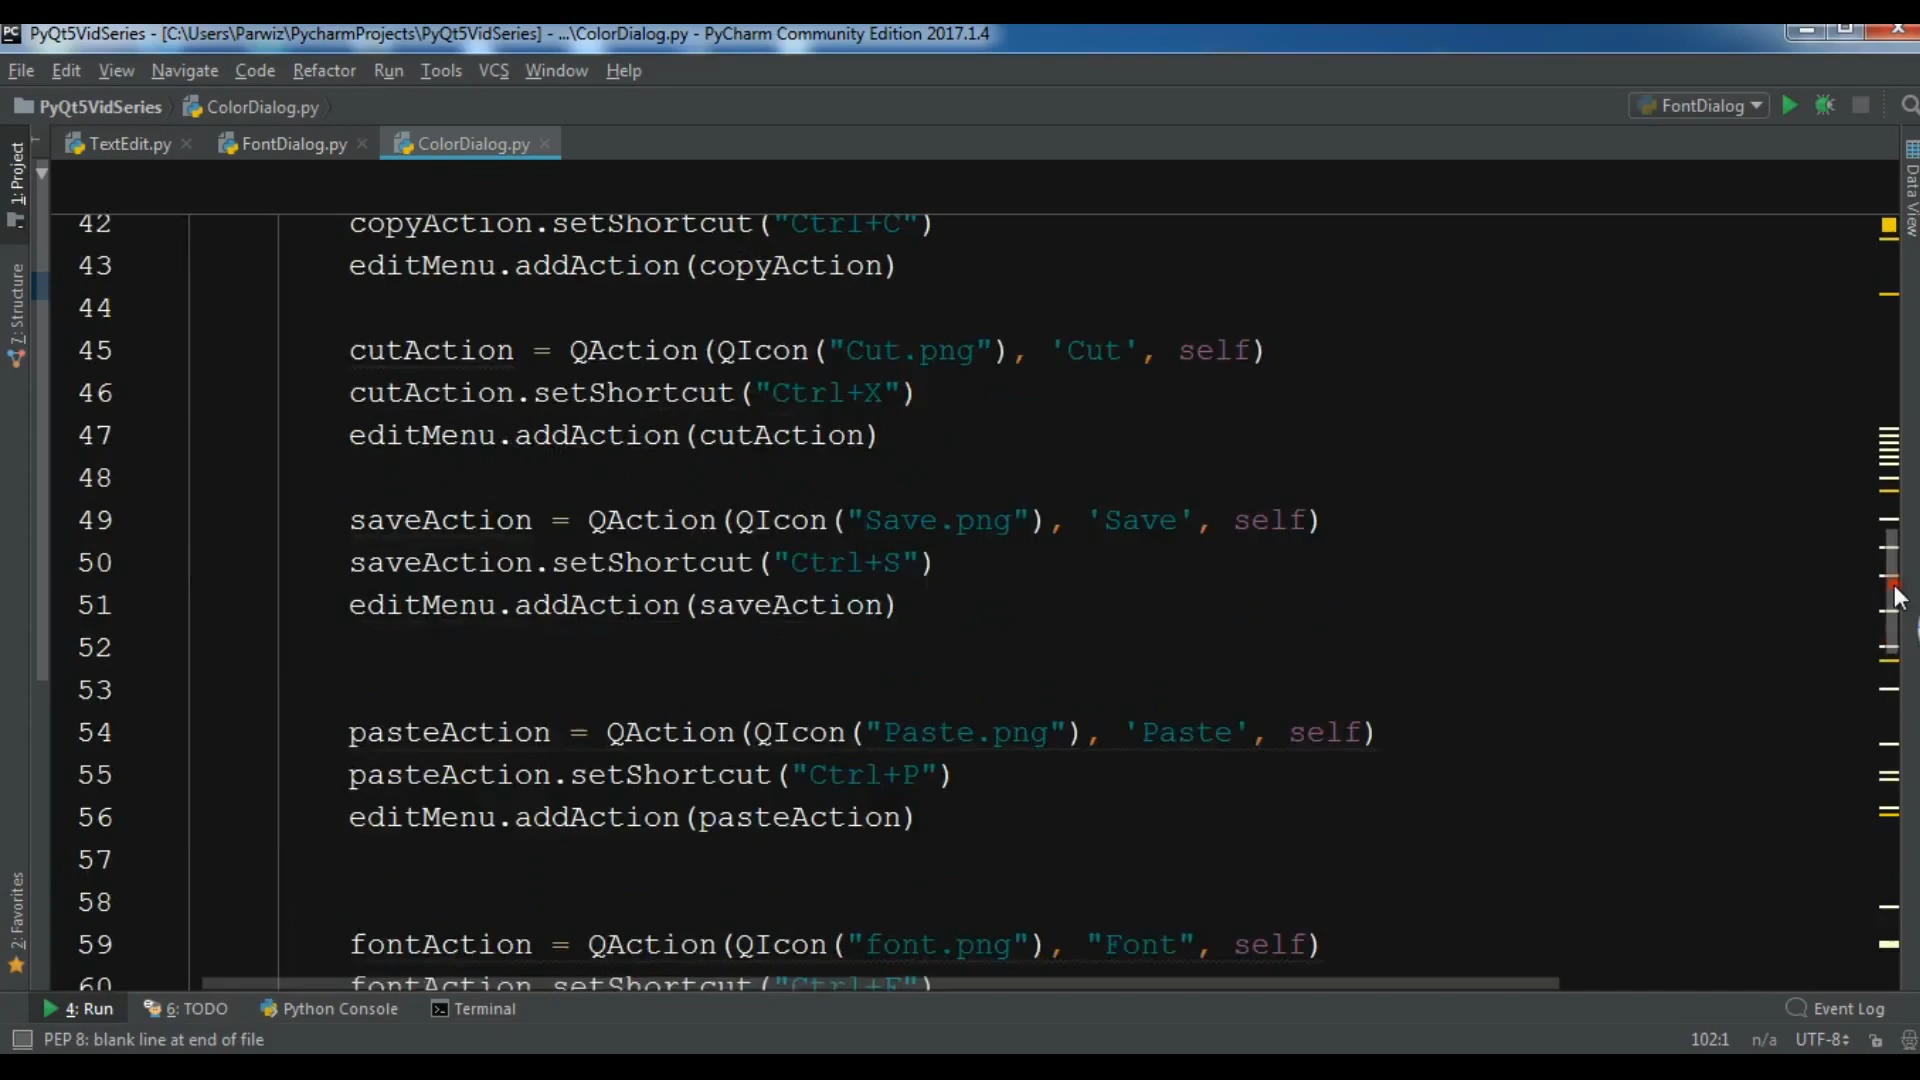 PC PyQt5VidSeries - [C:\Users\Parwiz\PycharmProjects\PyQt5VidSeries] - ...\ColorDialog.py - PyCharm Community Edition 2017.1.4
File Edit View Navigate Code Refactor Run Tools VCS Window Help
PyQt5VidSeries ColorDialog.py FontDialog
TextEdit.py FontDialog.py ColorDialog.py
1: Project
7: Structure
2: Favorites
Data View
42 copyAction.setShortcut("Ctrl+C")
43 editMenu.addAction(copyAction)
44
45 cutAction = QAction(QIcon("Cut.png"), 'Cut', self)
46 cutAction.setShortcut("Ctrl+X")
47 editMenu.addAction(cutAction)
48
49 saveAction = QAction(QIcon("Save.png"), 'Save', self)
50 saveAction.setShortcut("Ctrl+S")
51 editMenu.addAction(saveAction)
52
53
54 pasteAction = QAction(QIcon("Paste.png"), 'Paste', self)
55 pasteAction.setShortcut("Ctrl+P")
56 editMenu.addAction(pasteAction)
57
58
59 fontAction = QAction(QIcon("font.png"), "Font", self)
60 fontAction.setShortcut("Ctrl+F")
4: Run 6: TODO Python Console Terminal Event Log
PEP 8: blank line at end of file 102:1 n/a UTF-8